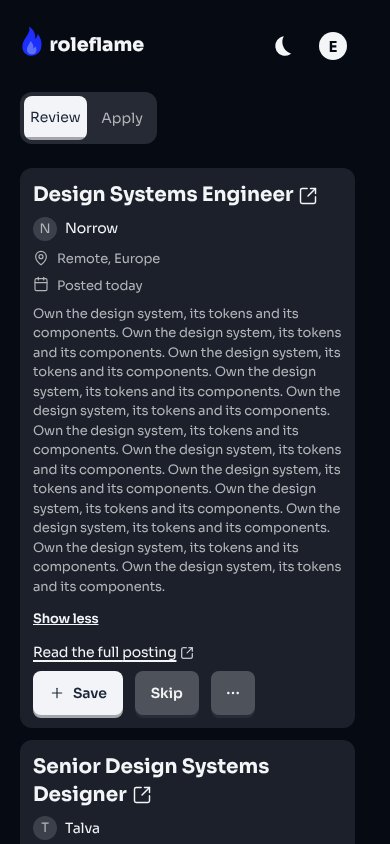 roleflame
E
Review Apply
Design Systems Engineer
N Norrow
Remote, Europe
Posted today
Own the design system, its tokens and its
components. Own the design system, its tokens
and its components. Own the design system, its
tokens and its components. Own the design
system, its tokens and its components. Own the
design system, its tokens and its components.
Own the design system, its tokens and its
components. Own the design system, its tokens
and its components. Own the design system, its
tokens and its components. Own the design
system, its tokens and its components. Own the
design system, its tokens and its components.
Own the design system, its tokens and its
components. Own the design system, its tokens
and its components.
Show less
Read the full posting
+ Save Skip ...
Senior Design Systems
Designer
T Talva